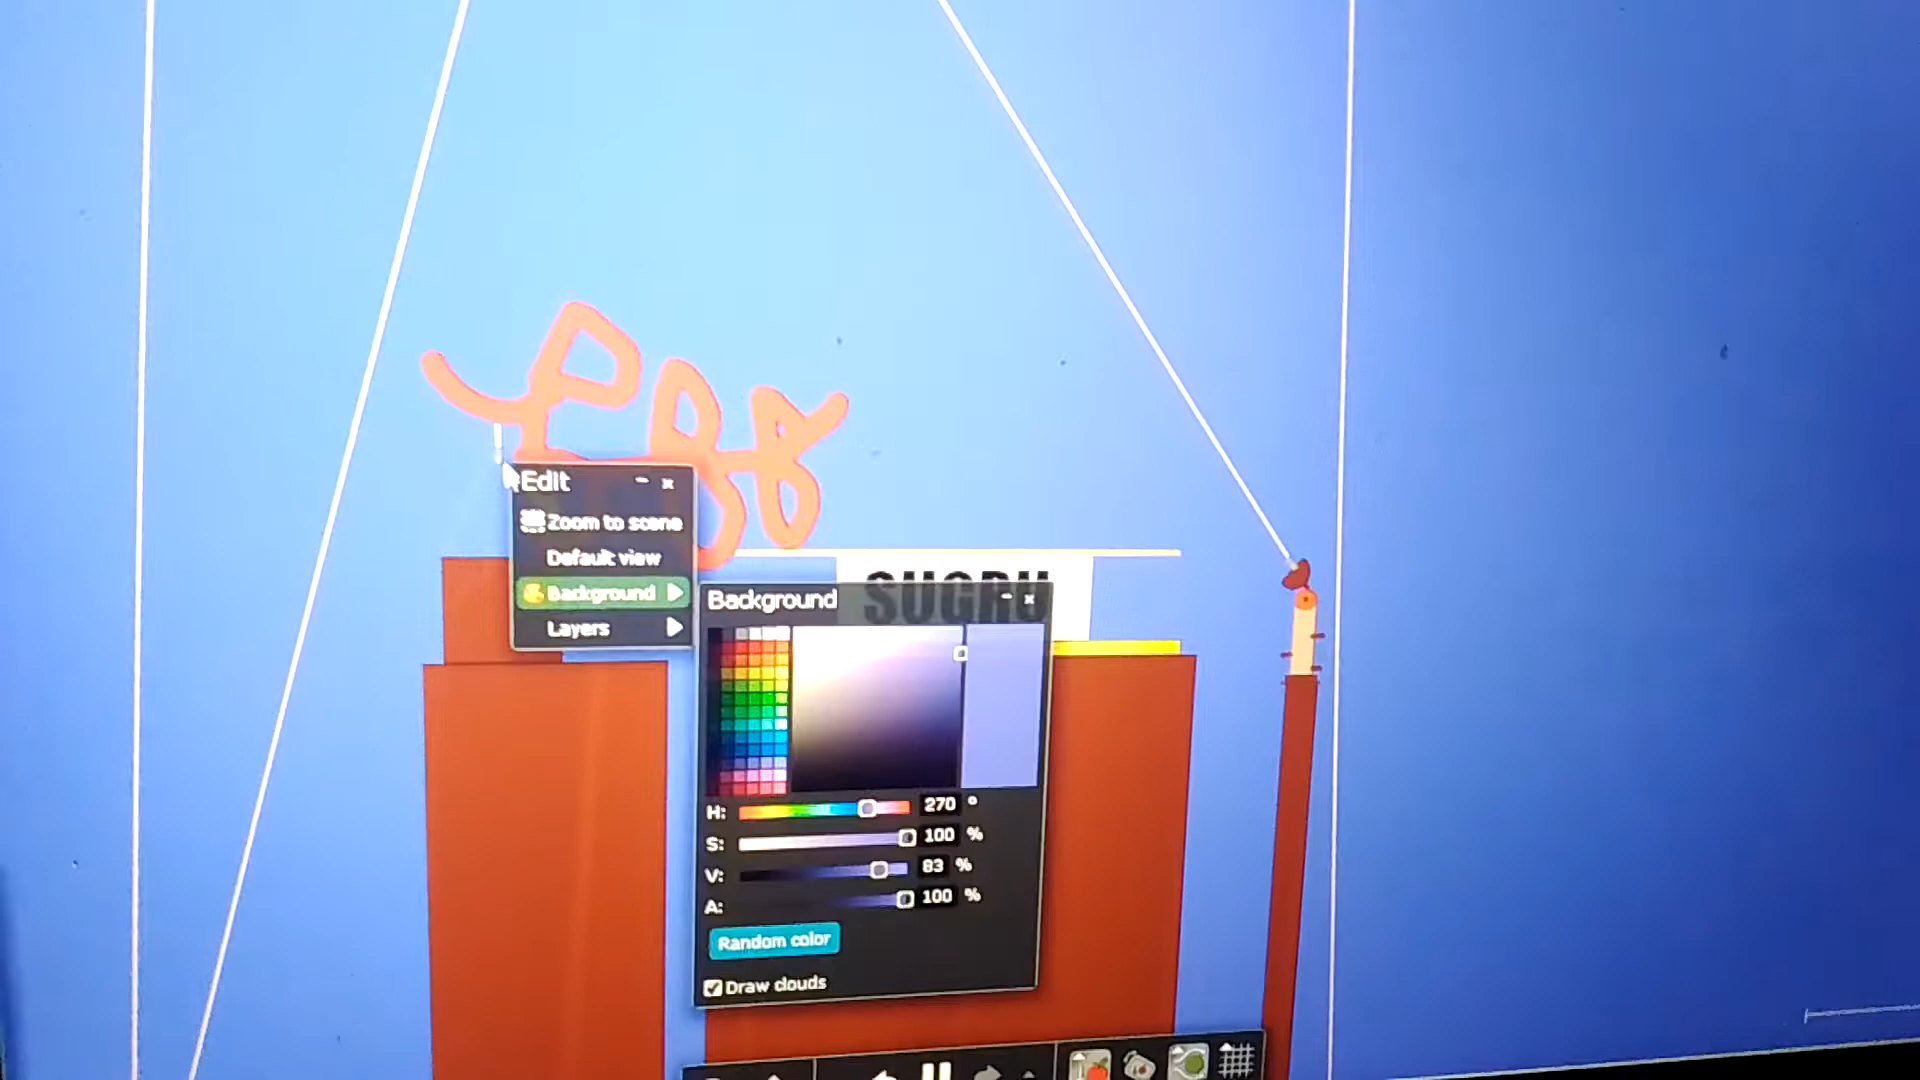 Edit
Zoom to scene
Default view
Background
Layers
SUGRU
Background
H: 270 °
S: 100 %
V: 83 %
A: 100 %
Random color
Draw clouds